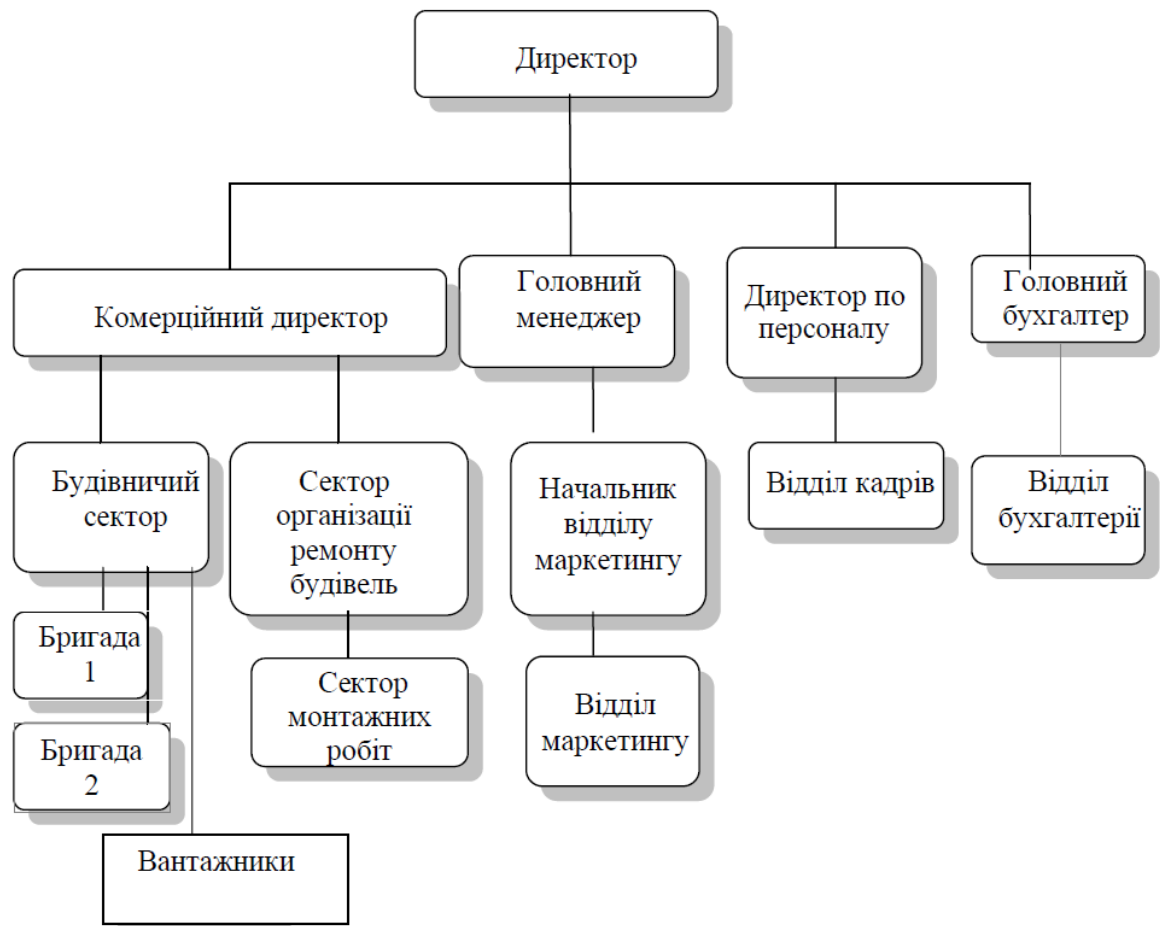 Директор
Комерційний директор
Головний
менеджер
Директор по
персоналу
Головний
бухгалтер
Будівничий
сектор
Сектор
організації
ремонту
будівель
Начальник
відділу
маркетингу
Відділ кадрів
Відділ
бухгалтерії
Бригада
1
Сектор
монтажних
робіт
Відділ
маркетингу
Бригада
2
Вантажники